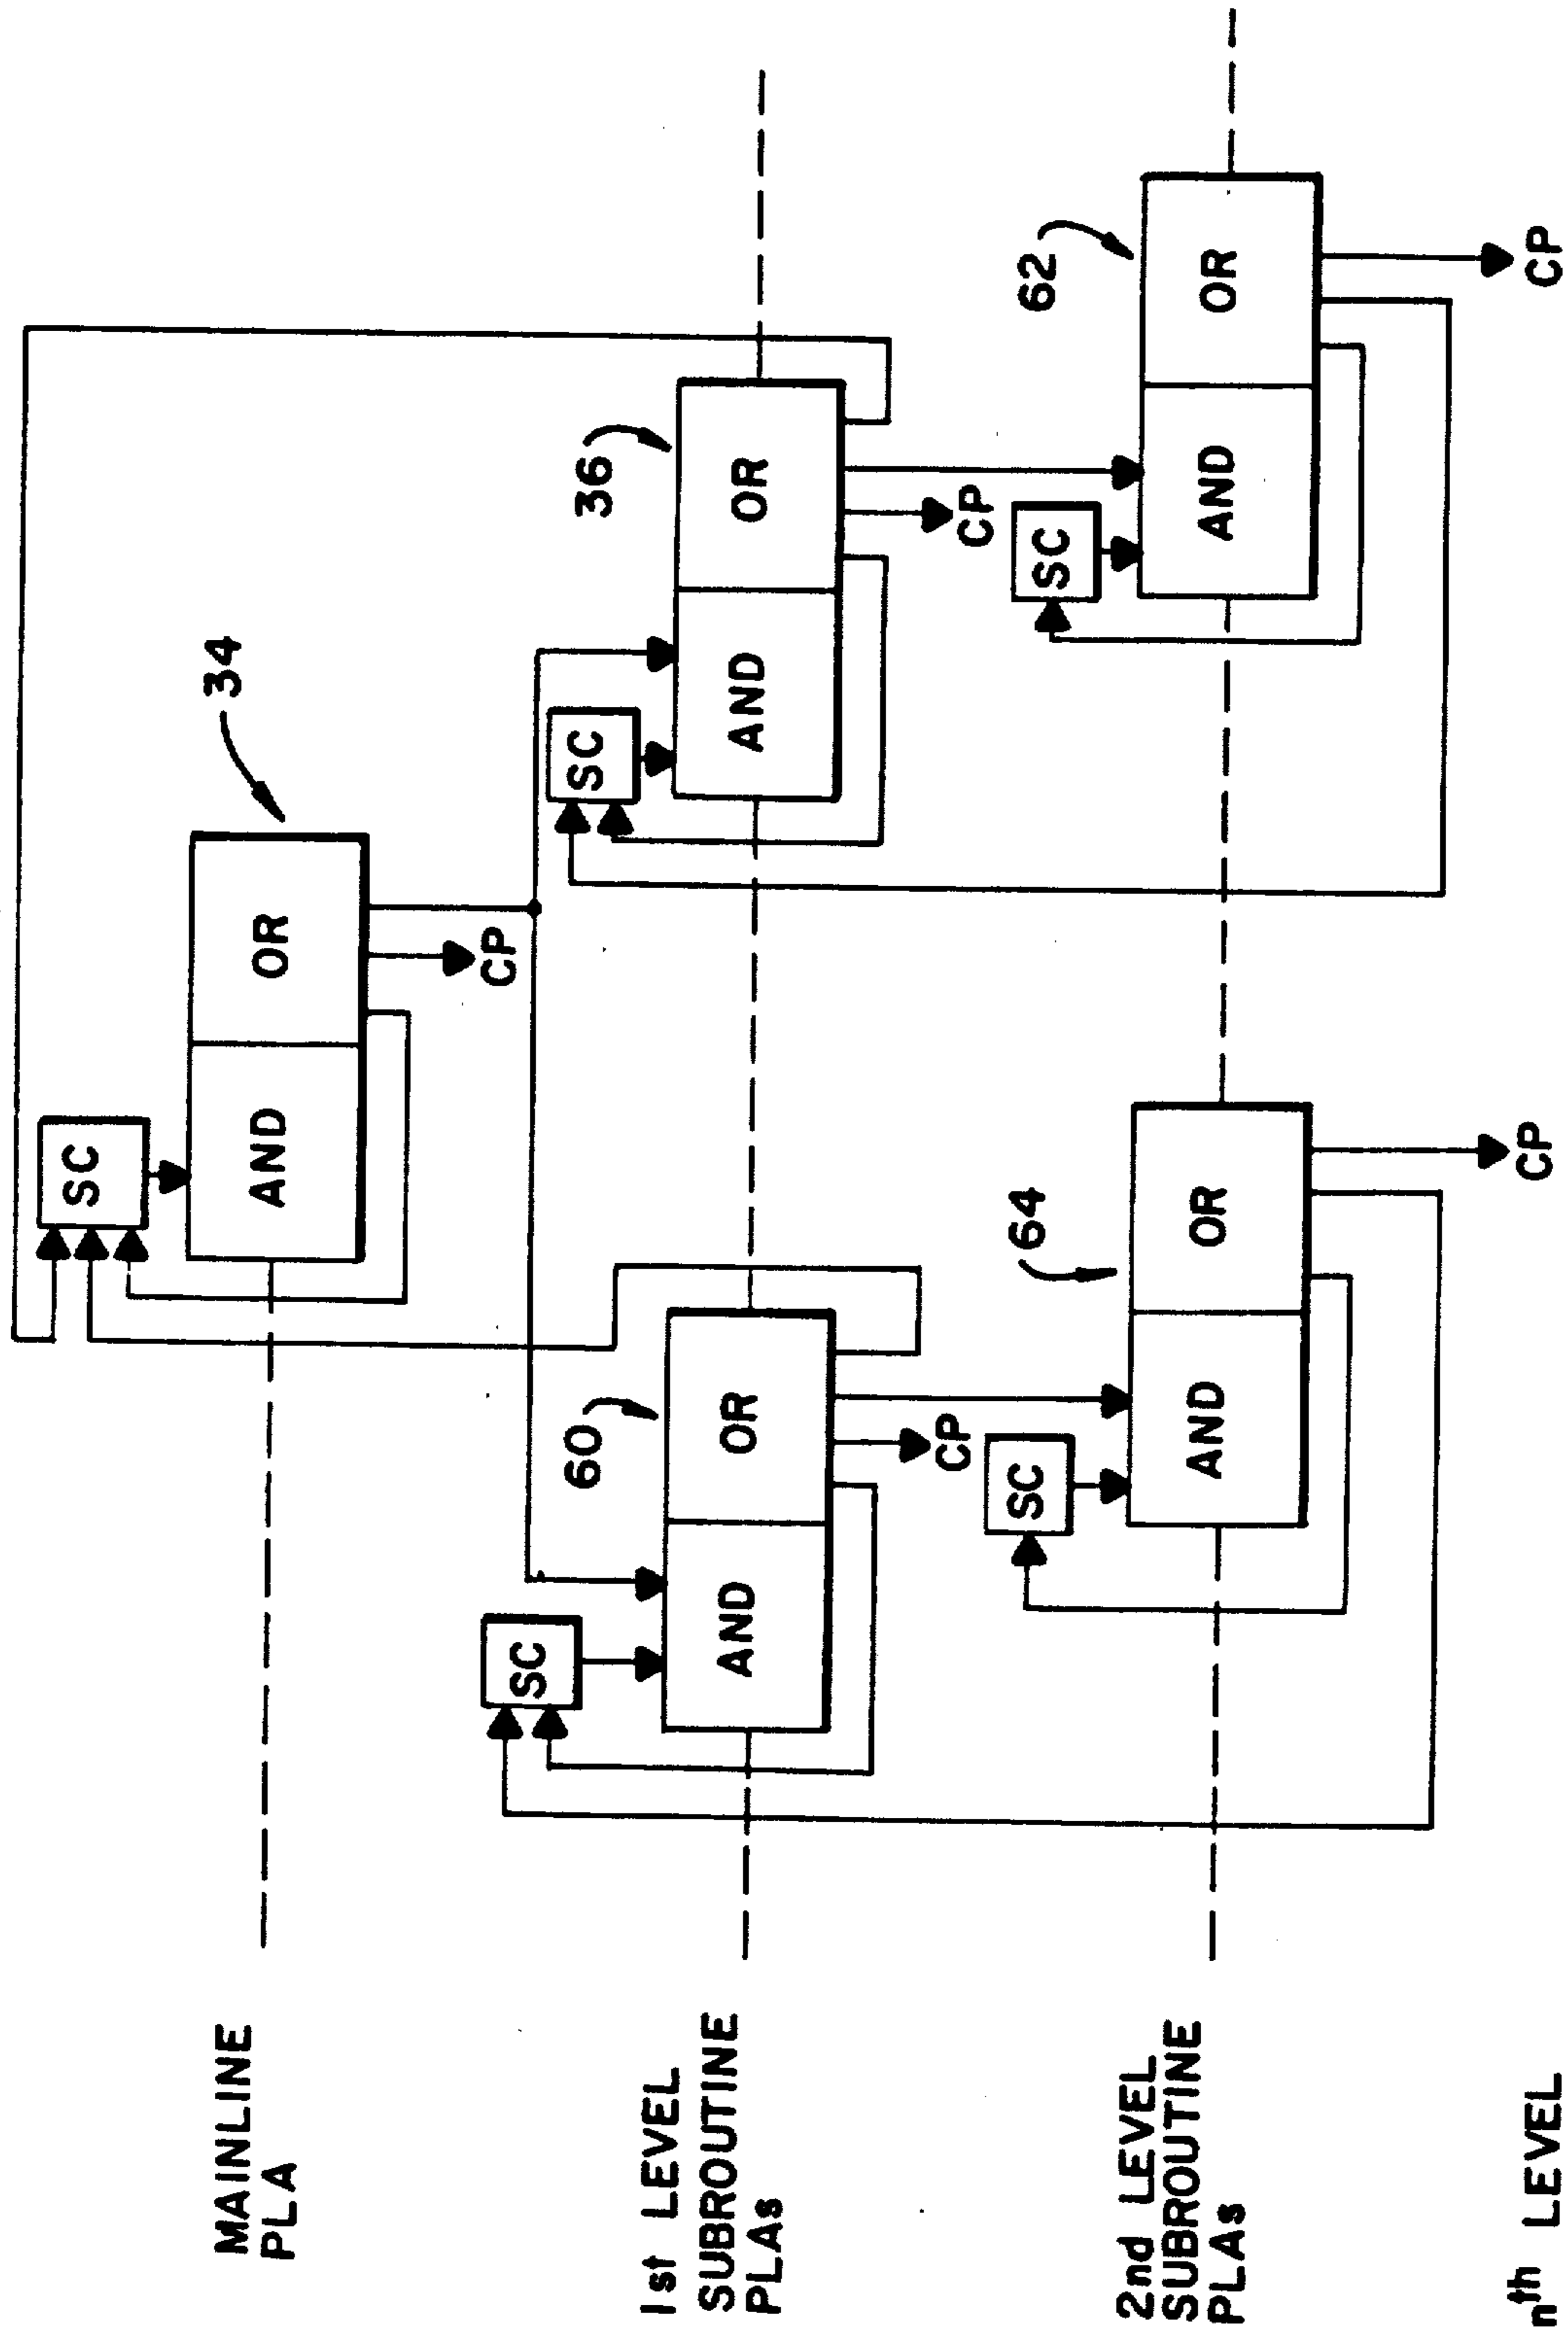 SC
34
MAINLINE
PLA
AND
OR
CP
SC
60
SC
36
1st LEVEL
SUBROUTINE
PLAs
AND
OR
AND
OR
CP
CP
SC
64
SC
62
2nd LEVEL
SUBROUTINE
PLAs
AND
OR
AND
OR
CP
CP
nth LEVEL